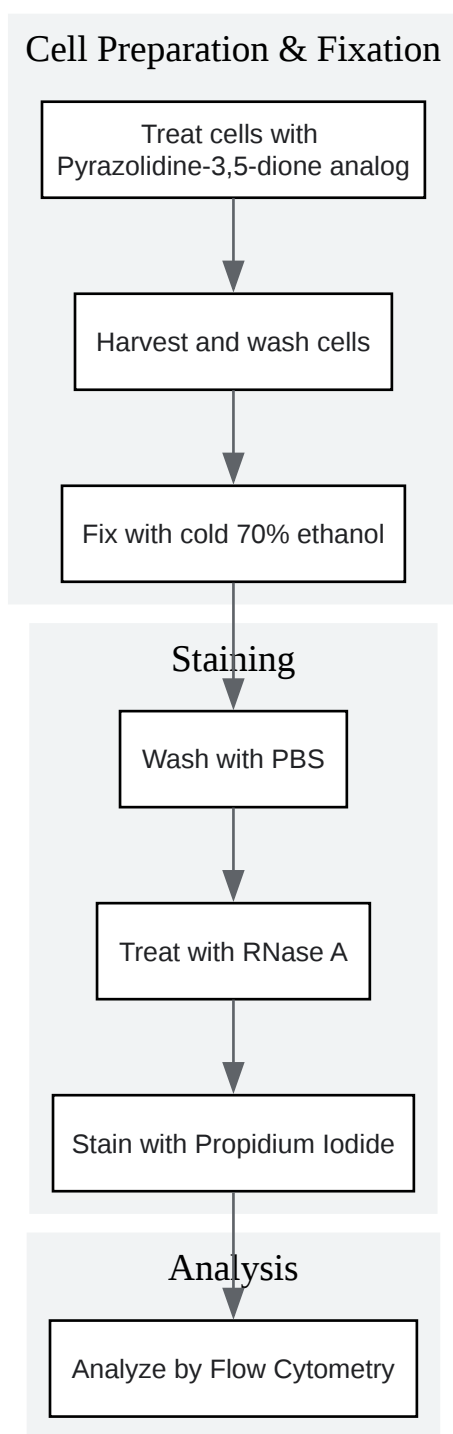 Cell Preparation & Fixation
Treat cells with
Pyrazolidine-3,5-dione analog
Harvest and wash cells
Fix with cold 70% ethanol
Staining
Wash with PBS
Treat with RNase A
Stain with Propidium Iodide
Analysis
Analyze by Flow Cytometry